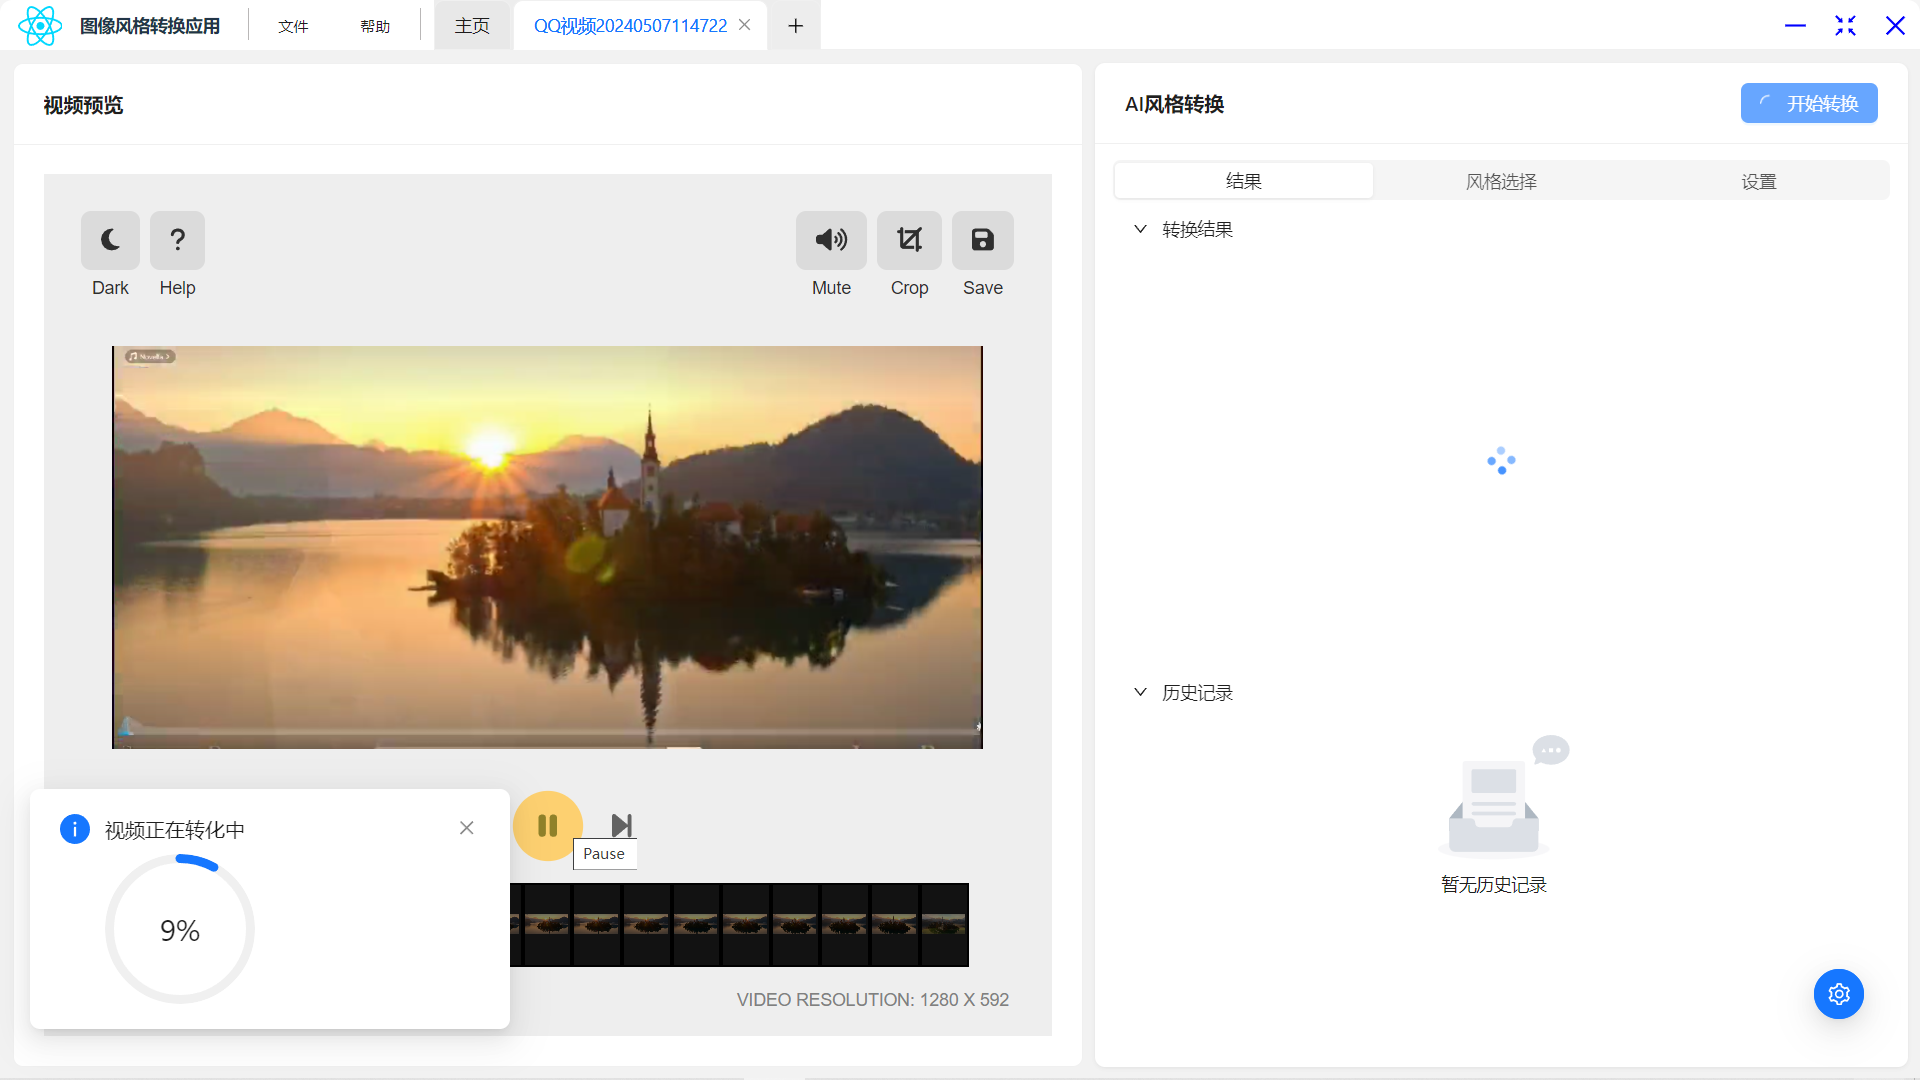 图像风格转换应用
文件
帮助
主页
QQ视频20240507114722
视频预览
AI风格转换
开始转换
结果
风格选择
设置
转换结果
Dark
Help
Mute
Crop
Save
历史记录
暂无历史记录
视频正在转化中
9%
Pause
VIDEO RESOLUTION: 1280 X 592